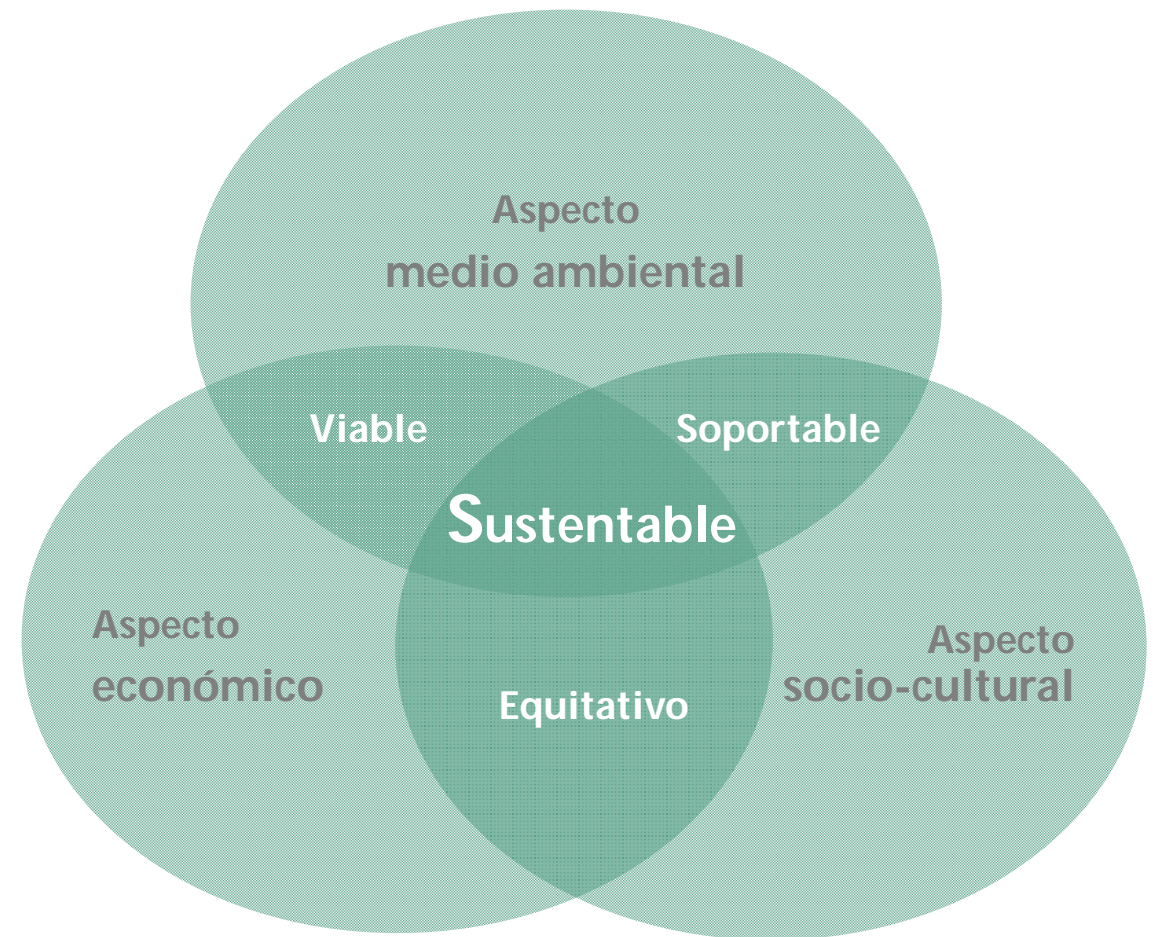 Aspecto
medio ambiental
Viable
Soportable
Sustentable
Aspecto
económico
Aspecto
socio-cultural
Equitativo